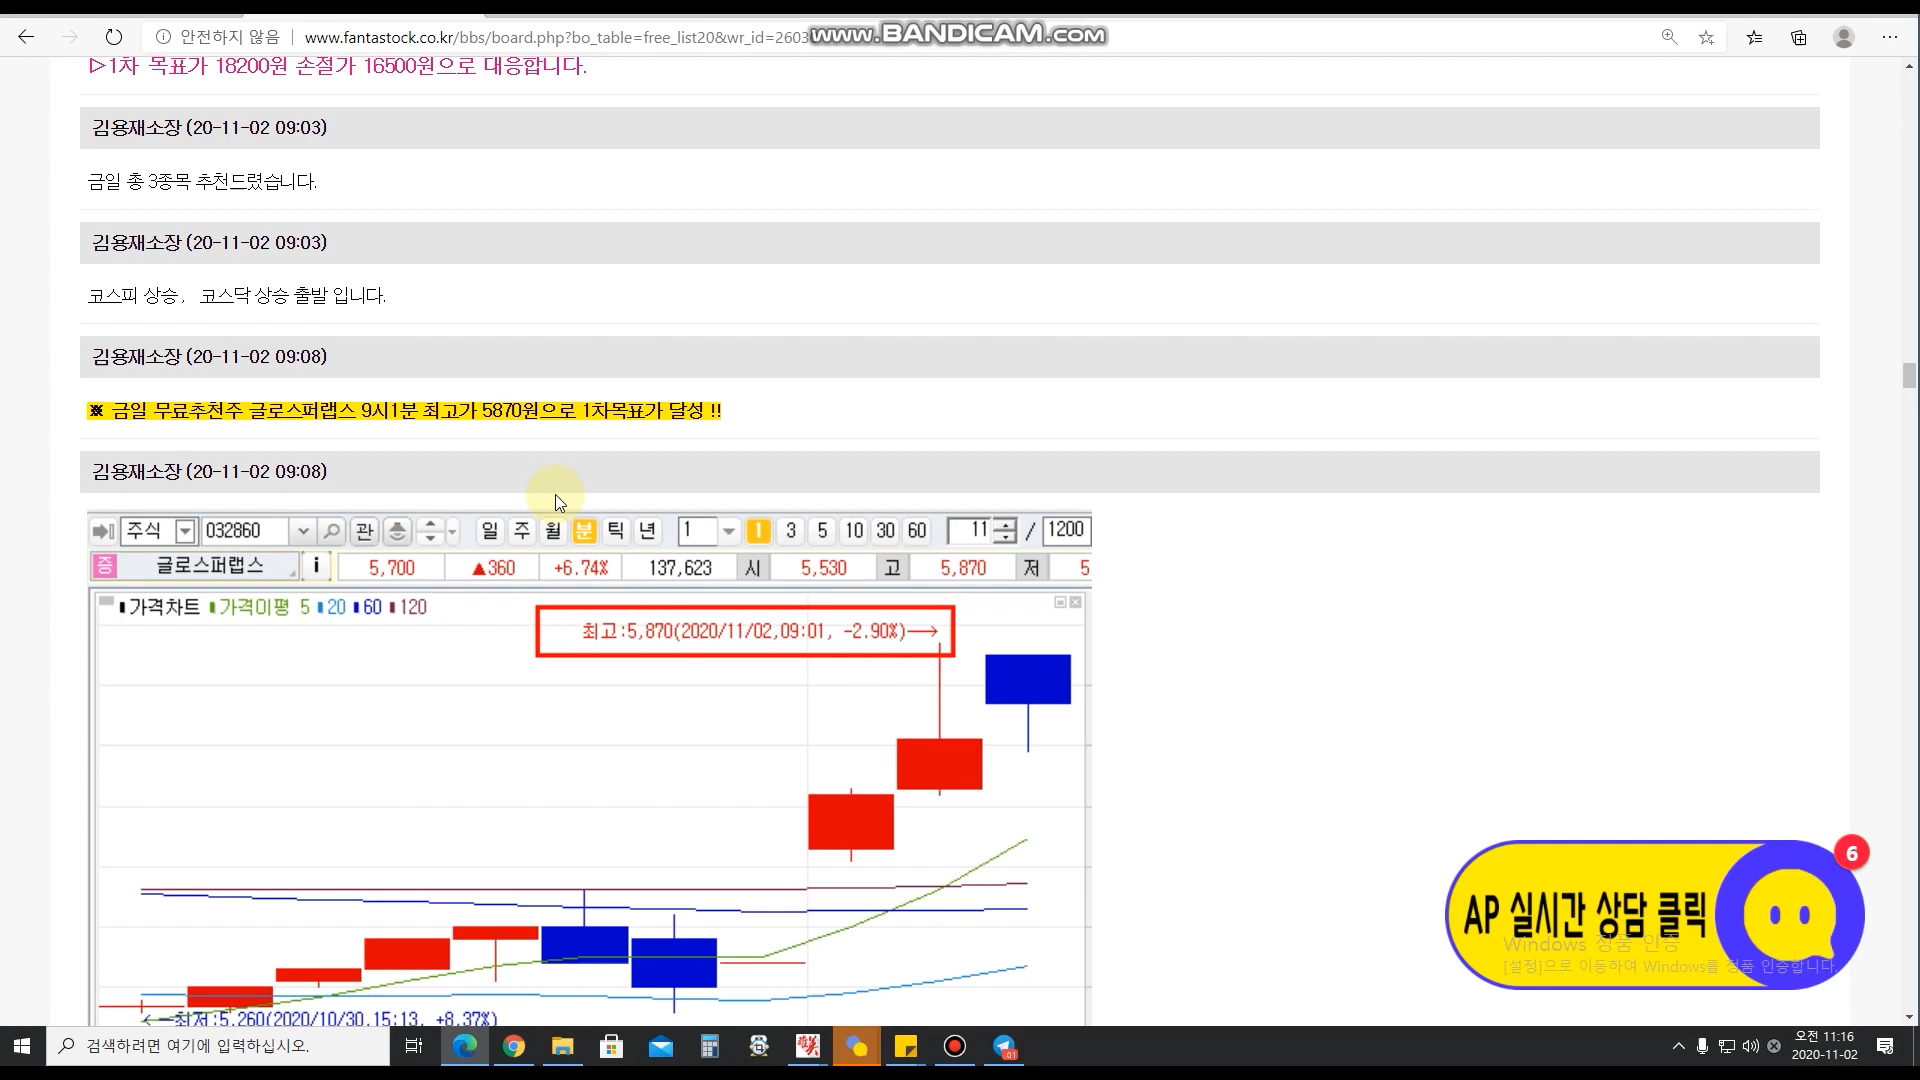 안전하지 않음 www.fantastock.co.kr/bbs/board.php?bo_table=free_list20&wr_id=2603
www.BANDICAM.com
▷1차 목표가 18200원 손절가 16500원으로 대응합니다.
김용재소장 (20-11-02 09:03)
금일 총 3종목 추천드렸습니다.
김용재소장 (20-11-02 09:03)
코스피 상승, 코스닥 상승 출발 입니다.
김용재소장 (20-11-02 09:08)
※ 금일 무료추천주 글로스퍼랩스 9시1분 최고가 5870원으로 1차목표가 달성 !!
김용재소장 (20-11-02 09:08)
주식 032860 관 일 주 월 분 틱 년 1 1 3 5 10 30 60 11 / 1200
증 글로스퍼랩스 i 5,700 ▲360 +6.74% 137,623 시 5,530 고 5,870 저 5
가격차트 가격이평 5 20 60 120
최고:5,870(2020/11/02,09:01, -2.90%)→
←최저:5,260(2020/10/30,15:13, +8.37%)
6
AP 실시간 상담 클릭
Windows 정품 인증
[설정]으로 이동하여 Windows를 정품 인증합니다.
검색하려면 여기에 입력하십시오.
.01
오전 11:16
2020-11-02